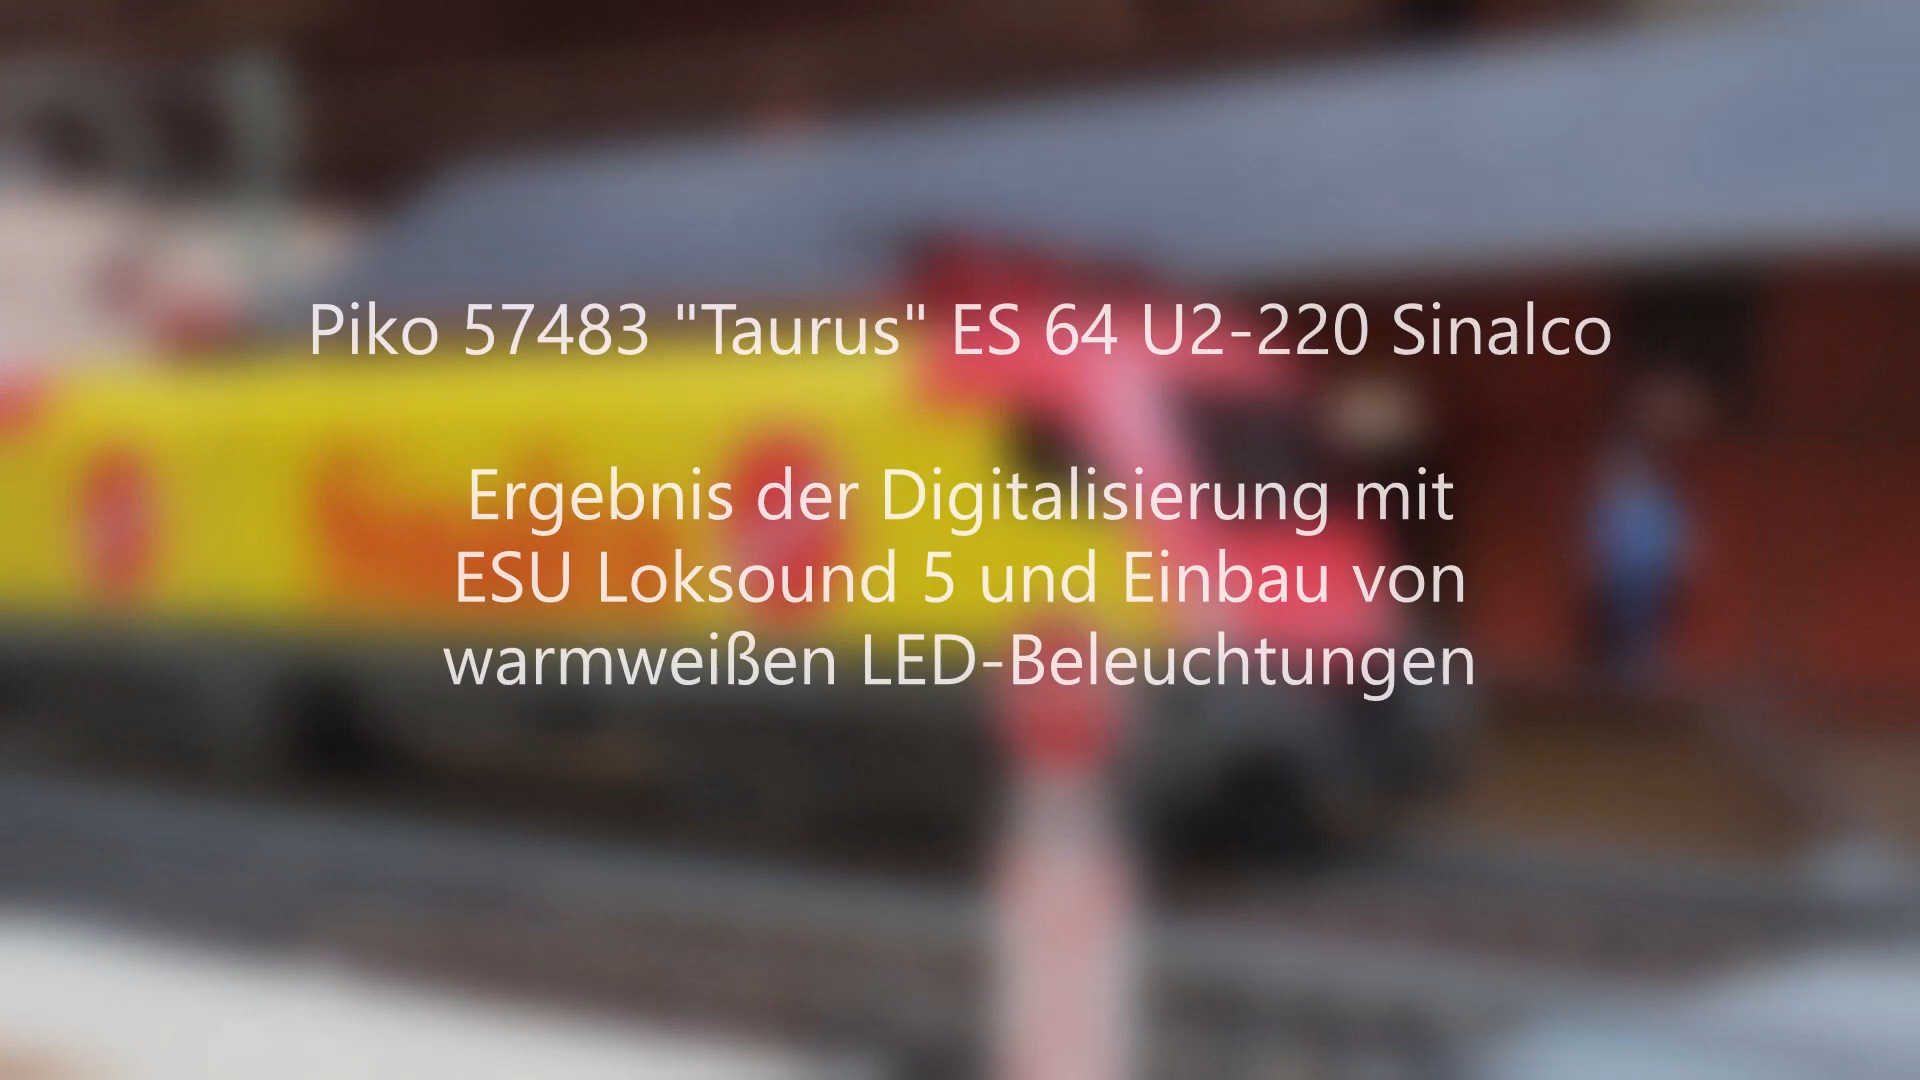 Piko 57483 "Taurus" ES 64 U2-220 Sinalco
Ergebnis der Digitalisierung mit
ESU Loksound 5 und Einbau von
warmweißen LED-Beleuchtungen